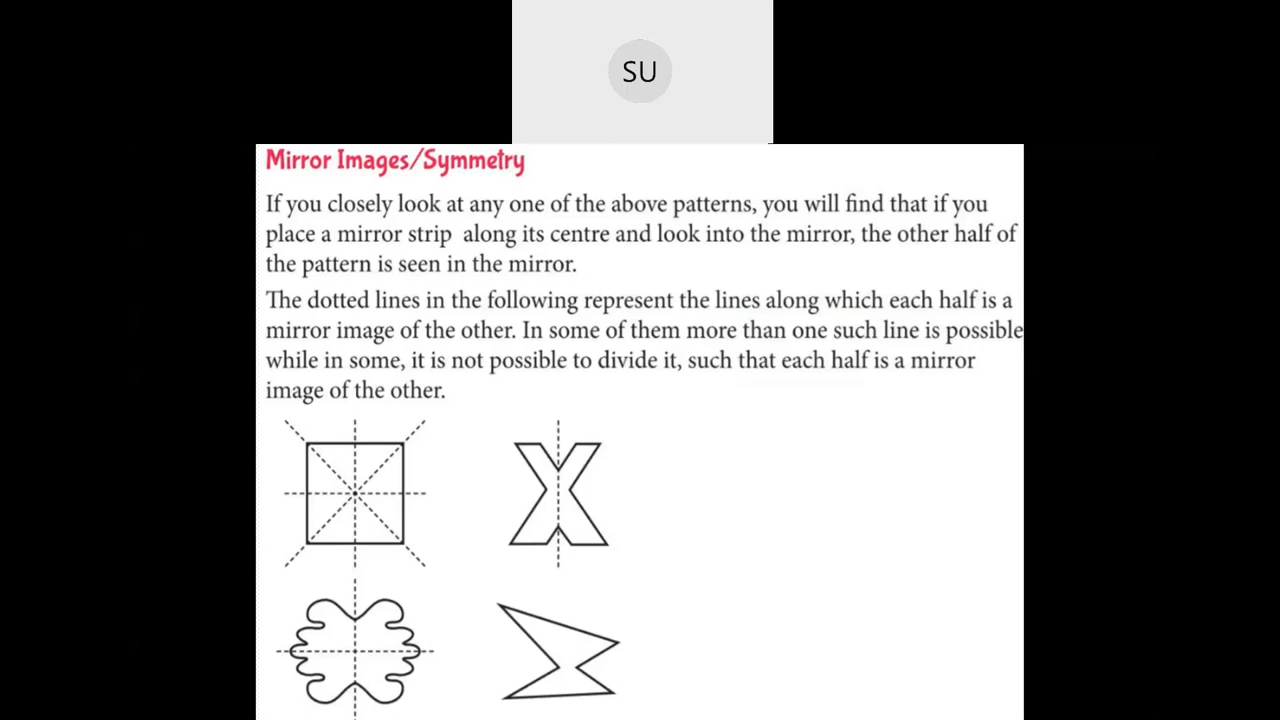 SU
Mirror Images/Symmetry
If you closely look at any one of the above patterns, you will find that if you
place a mirror strip along its centre and look into the mirror, the other half of
the pattern is seen in the mirror.
The dotted lines in the following represent the lines along which each half is a
mirror image of the other. In some of them more than one such line is possible
while in some, it is not possible to divide it, such that each half is a mirror
image of the other.